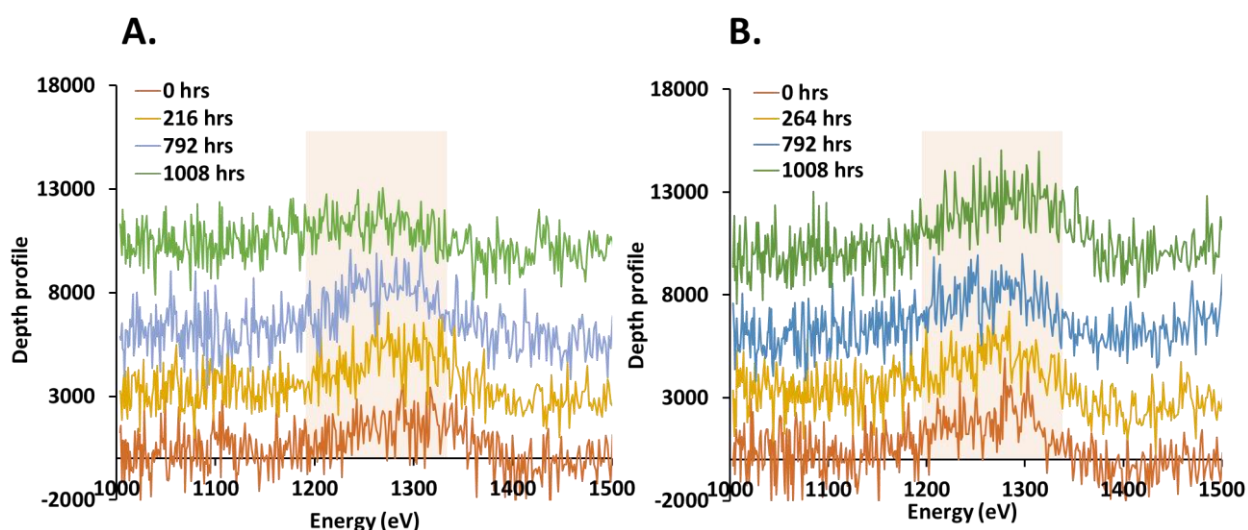 A.
18000
13000
8000
3000
-2000
Depth profile
0 hrs
216 hrs
792 hrs
1008 hrs
1000 1100 1200 1300 1400 1500
Energy (eV)
B.
18000
13000
8000
3000
-2000
Depth profile
0 hrs
264 hrs
792 hrs
1008 hrs
1000 1100 1200 1300 1400 1500
Energy (eV)